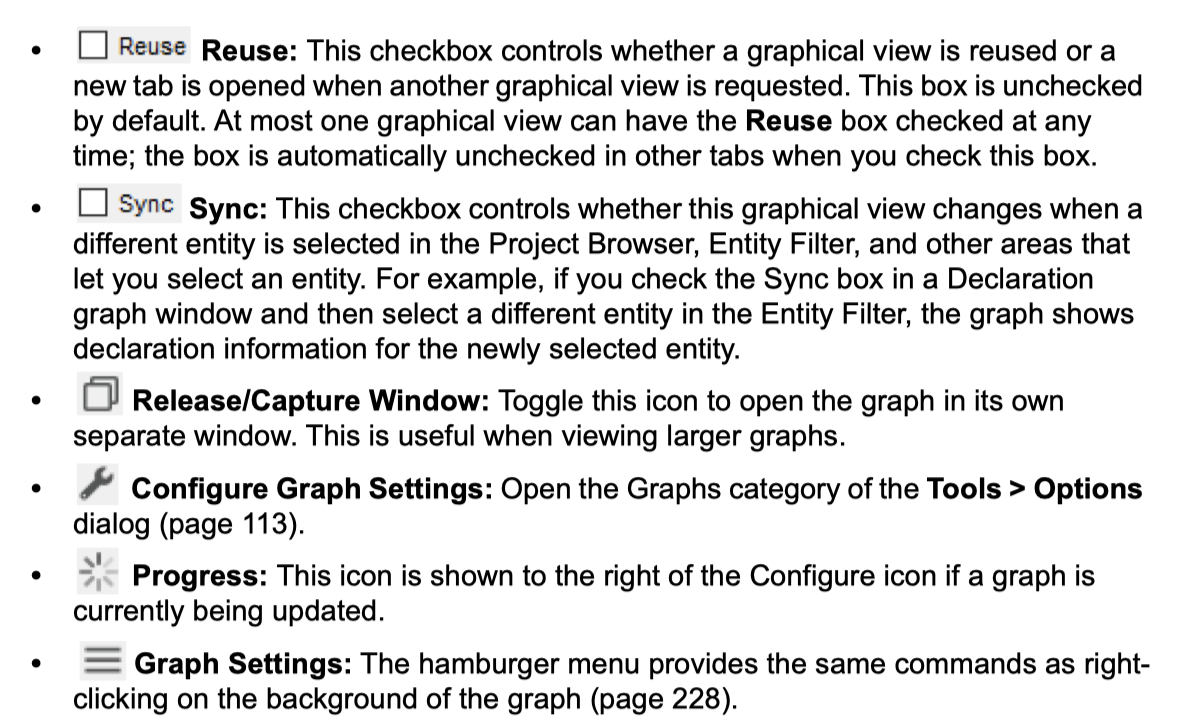 • Reuse Reuse: This checkbox controls whether a graphical view is reused or a
new tab is opened when another graphical view is requested. This box is unchecked
by default. At most one graphical view can have the Reuse box checked at any
time; the box is automatically unchecked in other tabs when you check this box.
• Sync Sync: This checkbox controls whether this graphical view changes when a
different entity is selected in the Project Browser, Entity Filter, and other areas that
let you select an entity. For example, if you check the Sync box in a Declaration
graph window and then select a different entity in the Entity Filter, the graph shows
declaration information for the newly selected entity.
• Release/Capture Window: Toggle this icon to open the graph in its own
separate window. This is useful when viewing larger graphs.
• Configure Graph Settings: Open the Graphs category of the Tools > Options
dialog (page 113).
• Progress: This icon is shown to the right of the Configure icon if a graph is
currently being updated.
• Graph Settings: The hamburger menu provides the same commands as right-
clicking on the background of the graph (page 228).